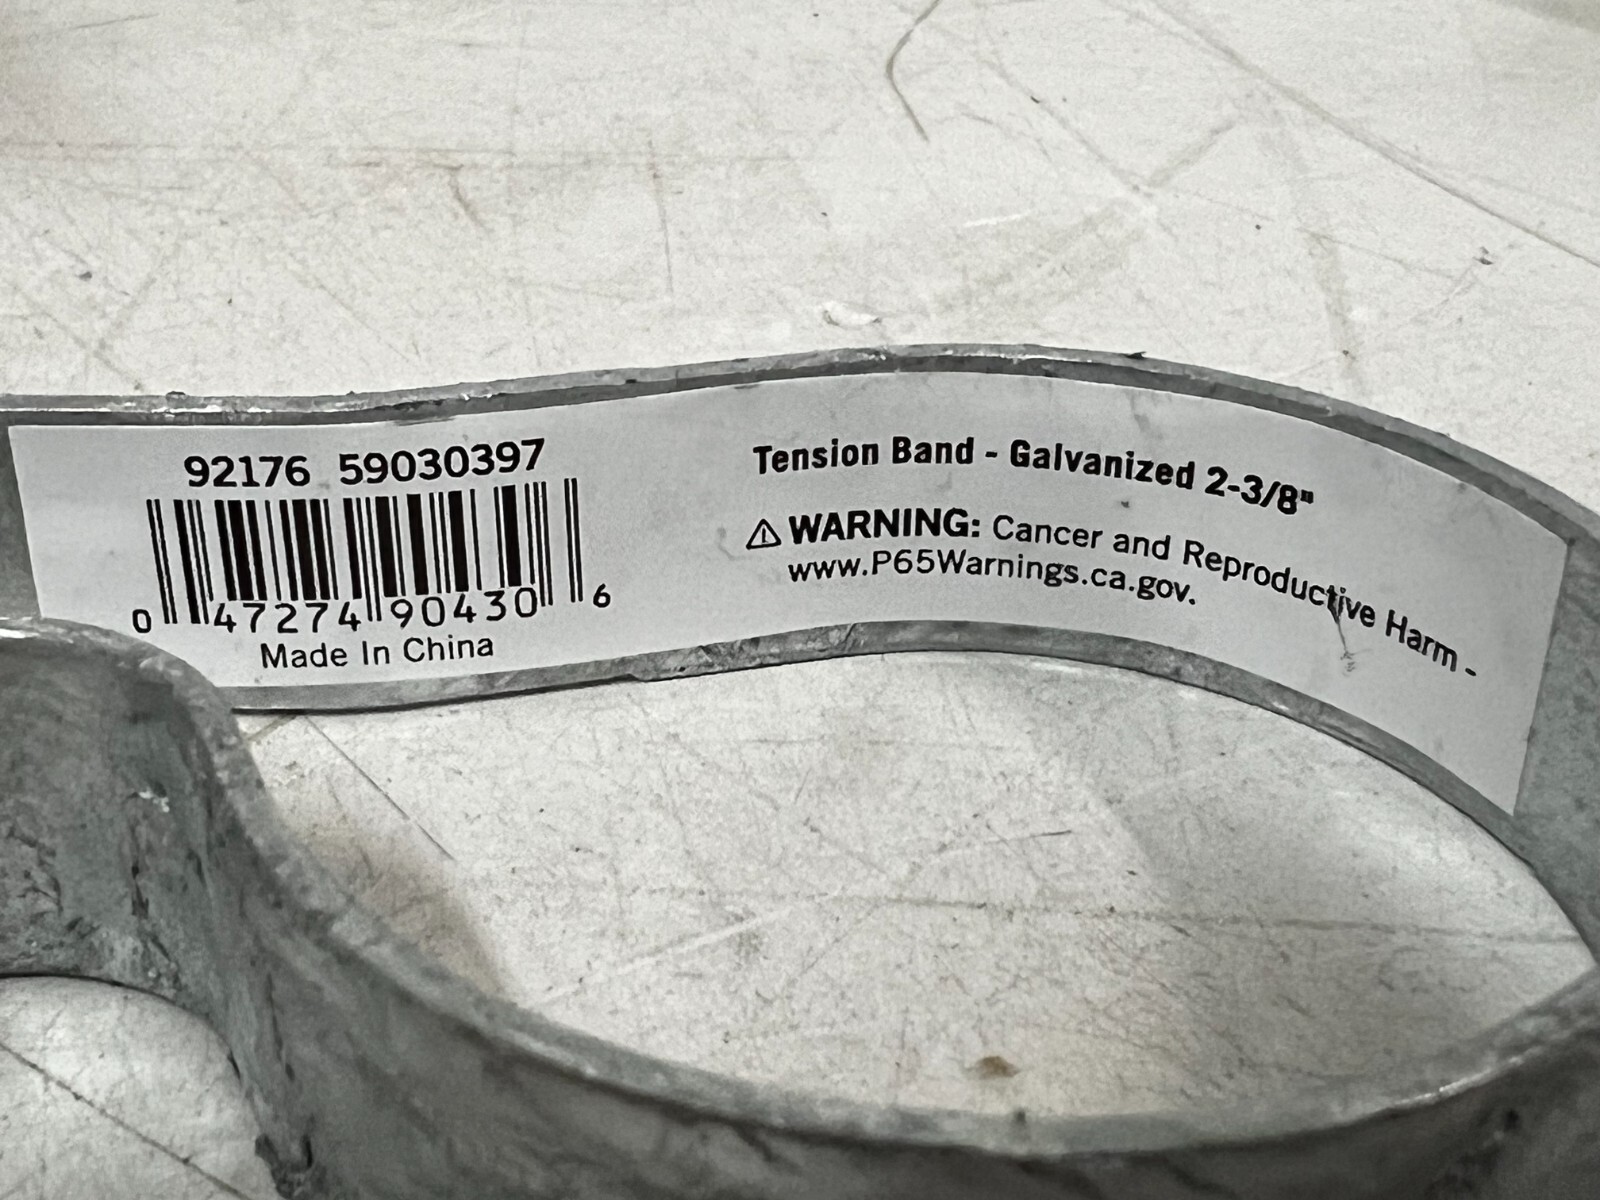 92176 59030397
0 47274 90430 6
Made In China
Tension Band - Galvanized 2-3/8"
⚠ WARNING: Cancer and Reproductive Harm -
www.P65Warnings.ca.gov.